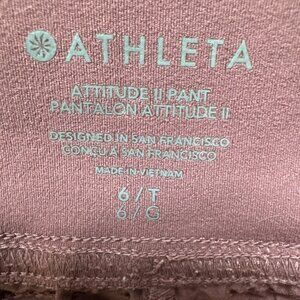 ATHLETA
ATTITUDE II PANT
PANTALON ATTITUDE II
DESIGNED IN SAN FRANCISCO
CONÇU A SAN FRANCISCO
MADE IN VIETNAM
6 / T
6 / G